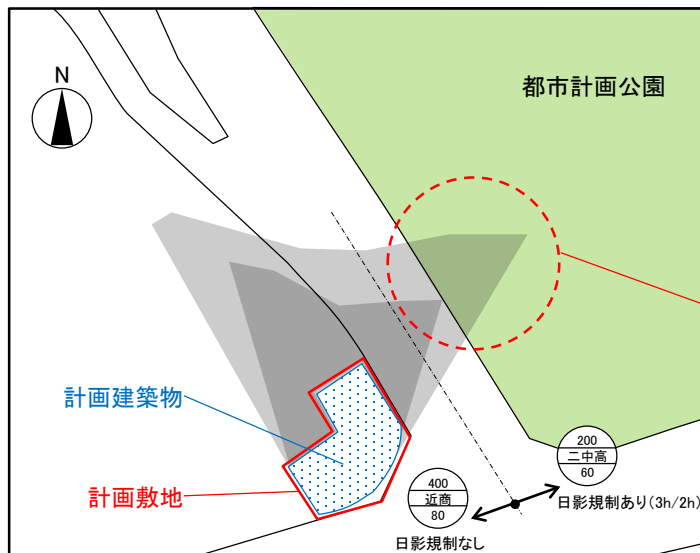 都市計画公園
N
計画建築物
計画敷地
200
二中高
60
日影規制あり(3h/2h)
400
近商
80
日影規制なし